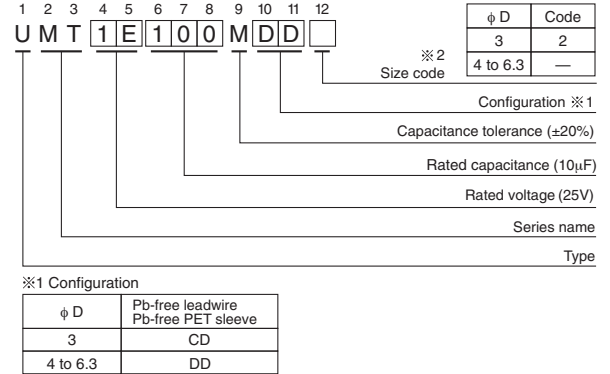 1 2 3 4 5 6 7 8 9 10 11 12
U M T 1 E 1 0 0 M D D
φ D Code
3 2
4 to 6.3 —
※2
Size code
Configuration ※1
Capacitance tolerance (±20%)
Rated capacitance (10μF)
Rated voltage (25V)
Series name
Type
※1 Configuration
φ D Pb-free leadwire
Pb-free PET sleeve
3 CD
4 to 6.3 DD